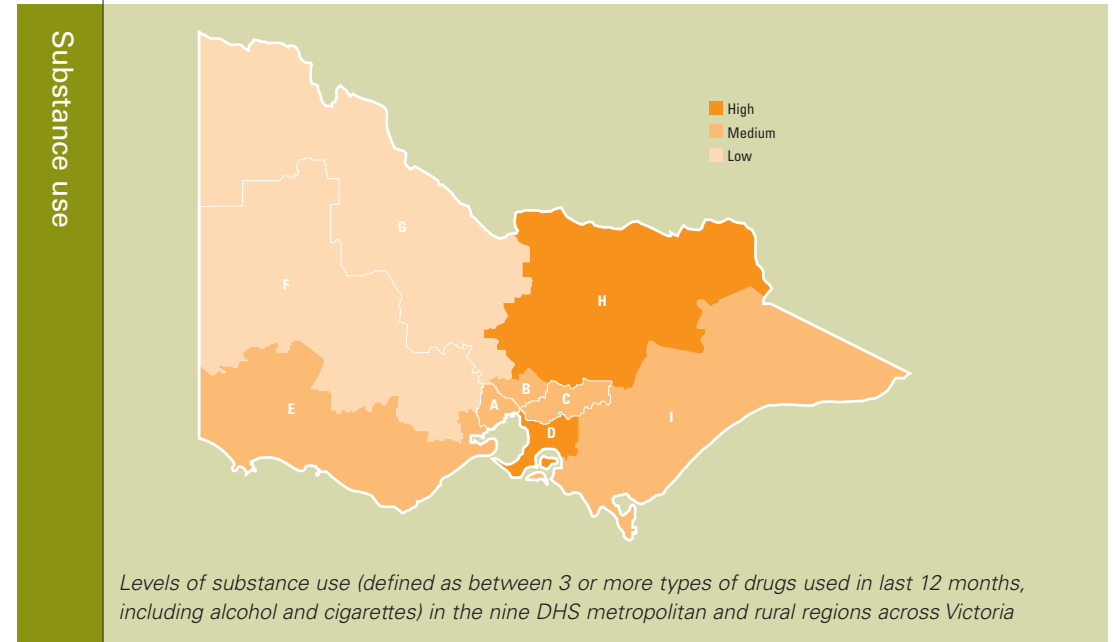 Substance use
High
Medium
Low
G
F
H
B
C
A
E
I
D
Levels of substance use (defined as between 3 or more types of drugs used in last 12 months,
including alcohol and cigarettes) in the nine DHS metropolitan and rural regions across Victoria